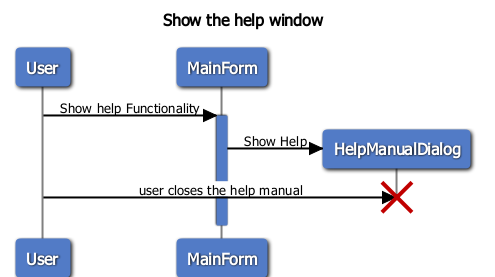 Show the help window
User
MainForm
Show help Functionality
Show Help
HelpManualDialog
user closes the help manual
User
MainForm